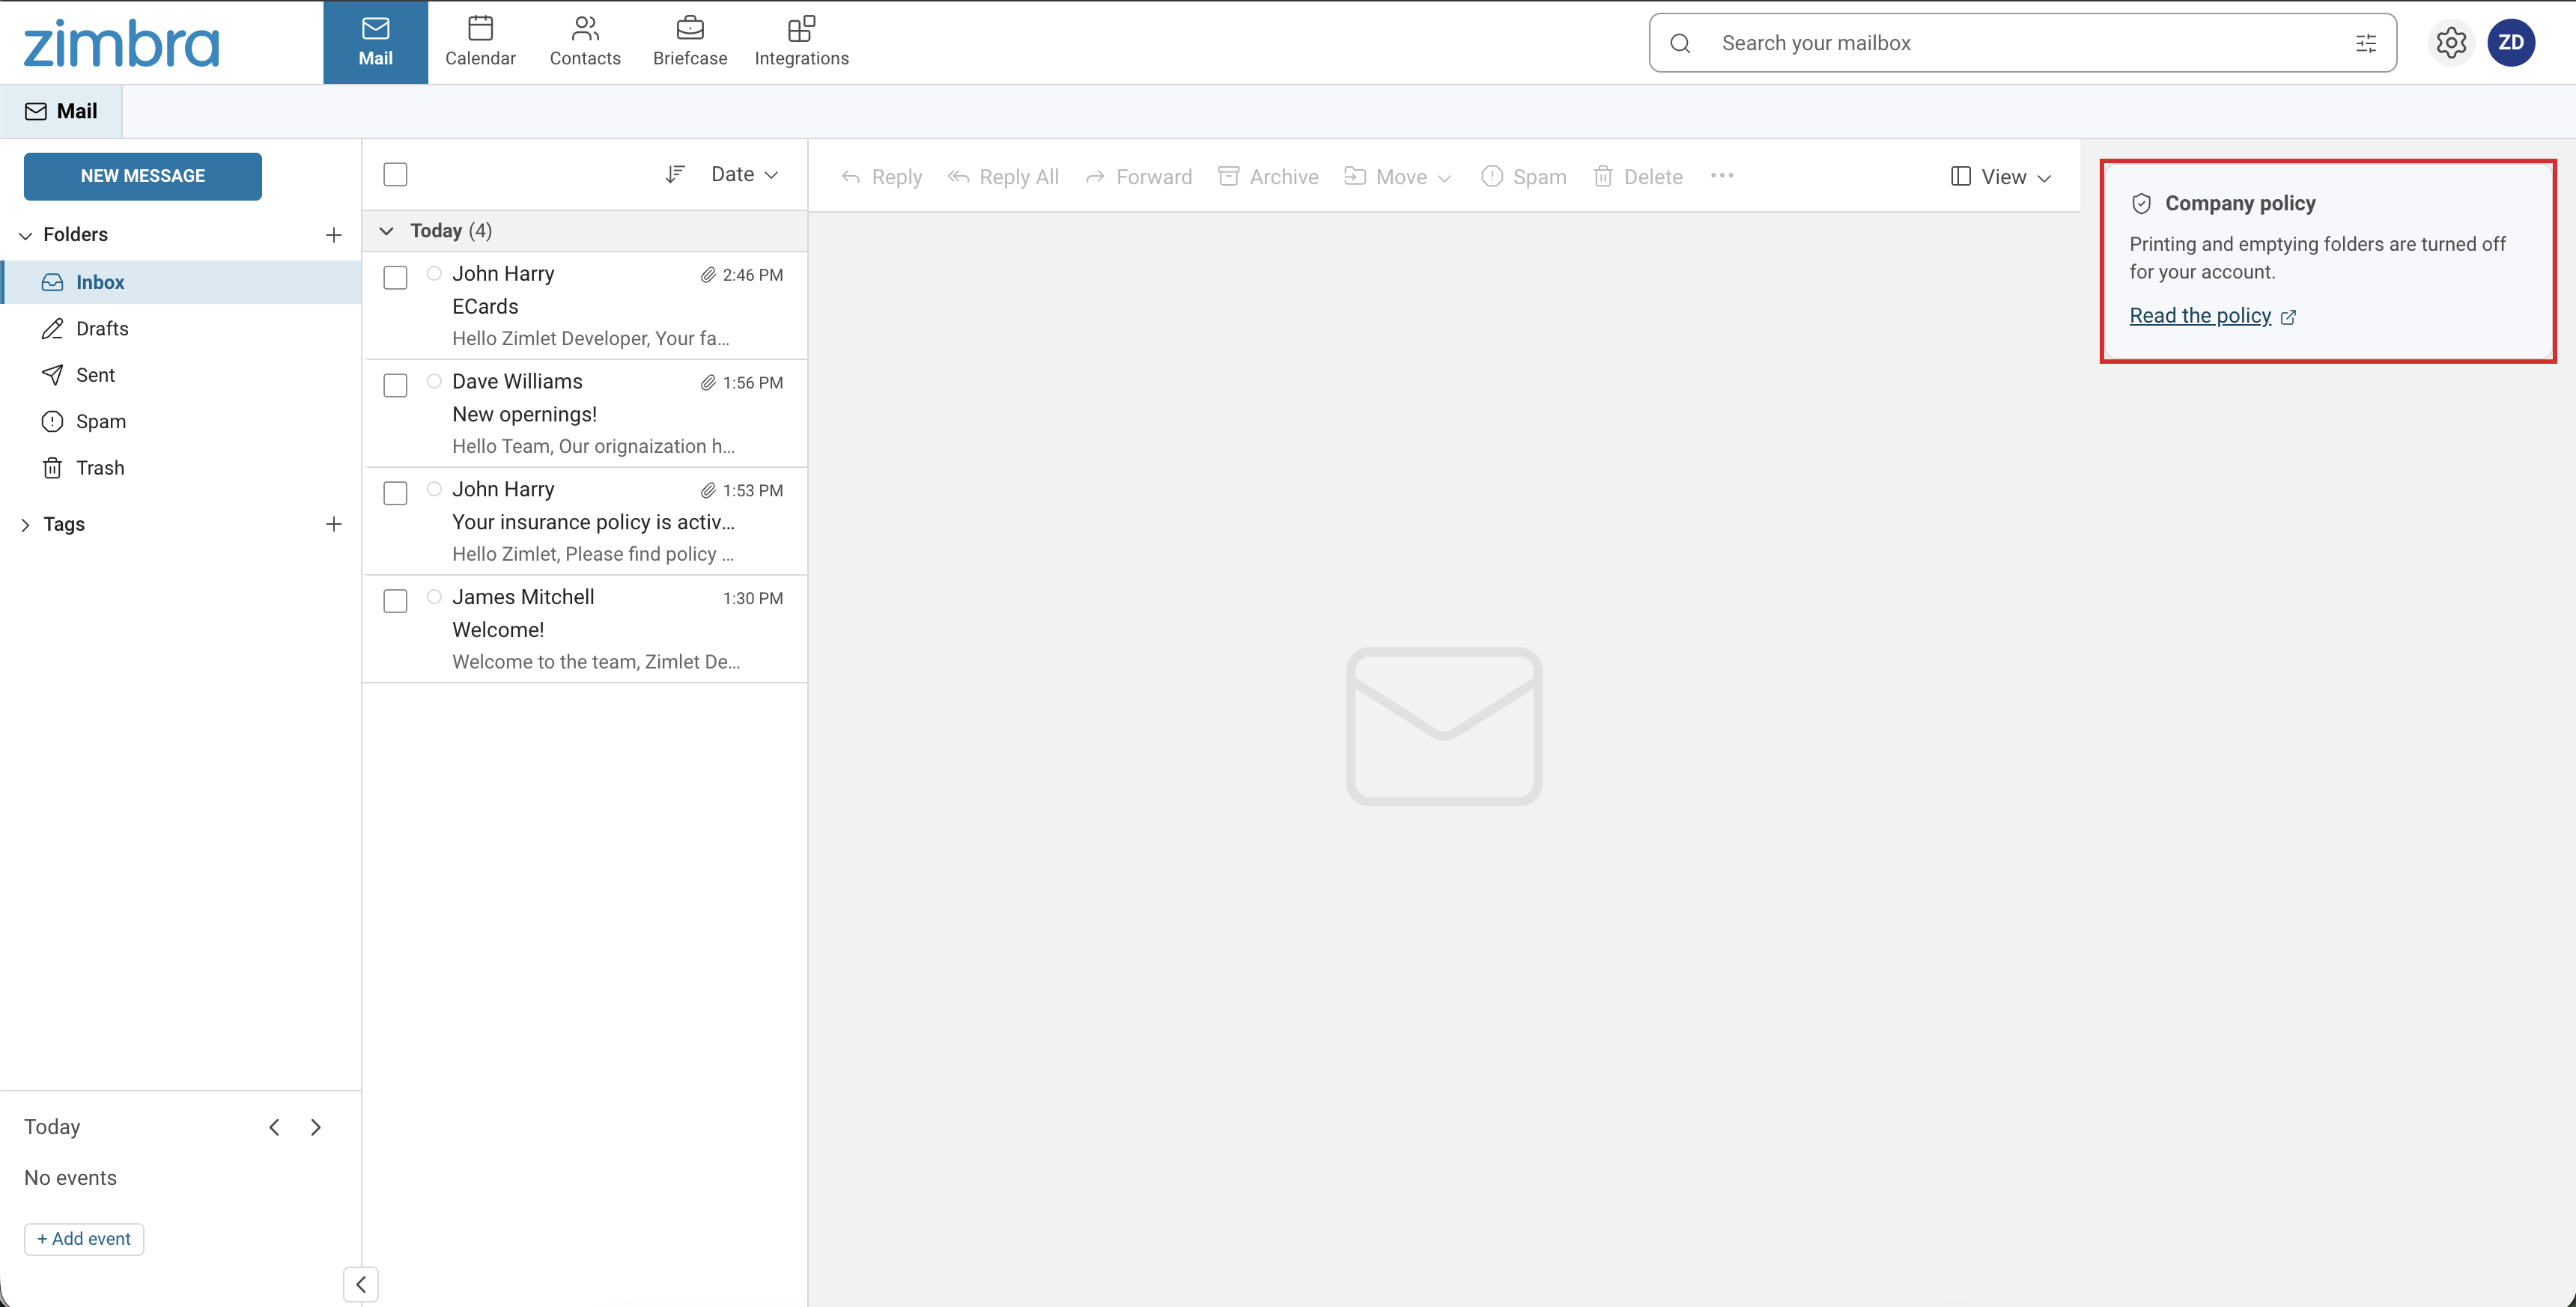 zimbra
Mail
Calendar
Contacts
Briefcase
Integrations
Search your mailbox
ZD
Mail
NEW MESSAGE
Folders
Inbox
Drafts
Sent
Spam
Trash
Tags
Today
No events
+ Add event
Date
Today (4)
John Harry 2:46 PM
ECards
Hello Zimlet Developer, Your fa...
Dave Williams 1:56 PM
New opernings!
Hello Team, Our orignaization h...
John Harry 1:53 PM
Your insurance policy is activ...
Hello Zimlet, Please find policy ...
James Mitchell 1:30 PM
Welcome!
Welcome to the team, Zimlet De...
Reply Reply All Forward Archive Move Spam Delete View
Company policy
Printing and emptying folders are turned off
for your account.
Read the policy